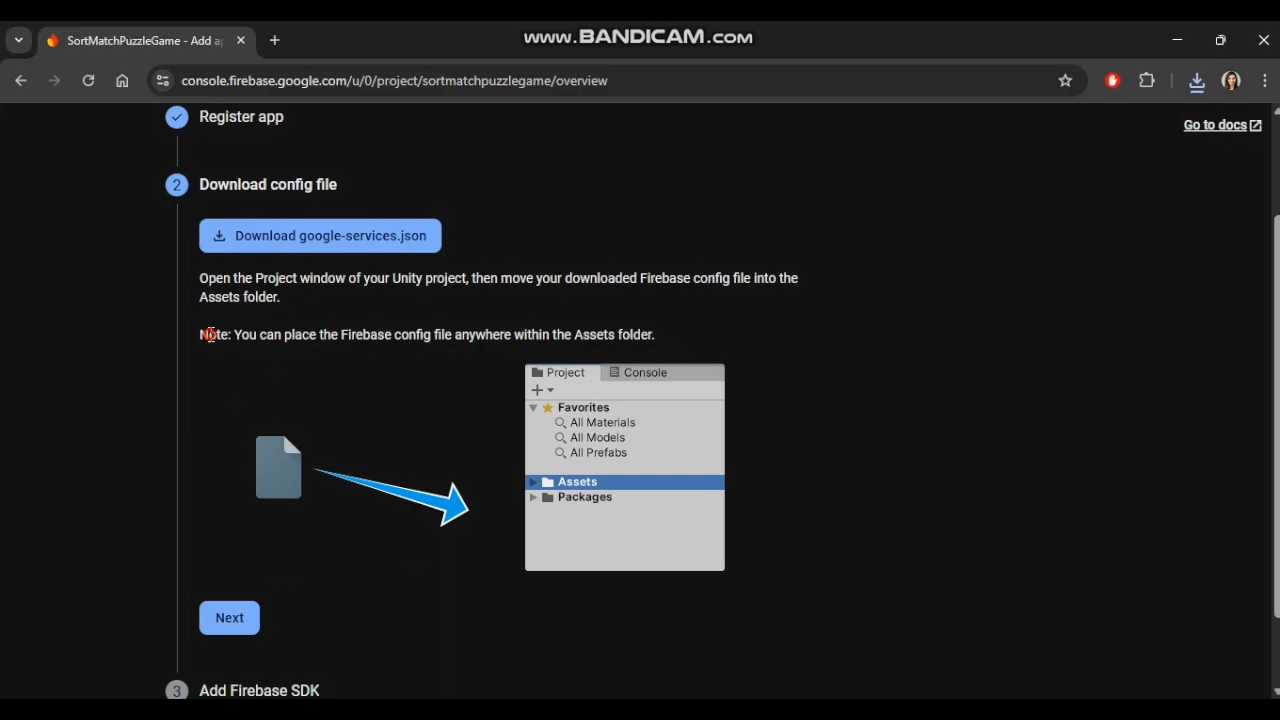 www.BANDICAM.com
SortMatchPuzzleGame - Add a
console.firebase.google.com/u/0/project/sortmatchpuzzlegame/overview
Register app
Go to docs
2 Download config file
Download google-services.json
Open the Project window of your Unity project, then move your downloaded Firebase config file into the
Assets folder.
Note: You can place the Firebase config file anywhere within the Assets folder.
Project Console
Favorites
All Materials
All Models
All Prefabs
Assets
Packages
Next
3 Add Firebase SDK